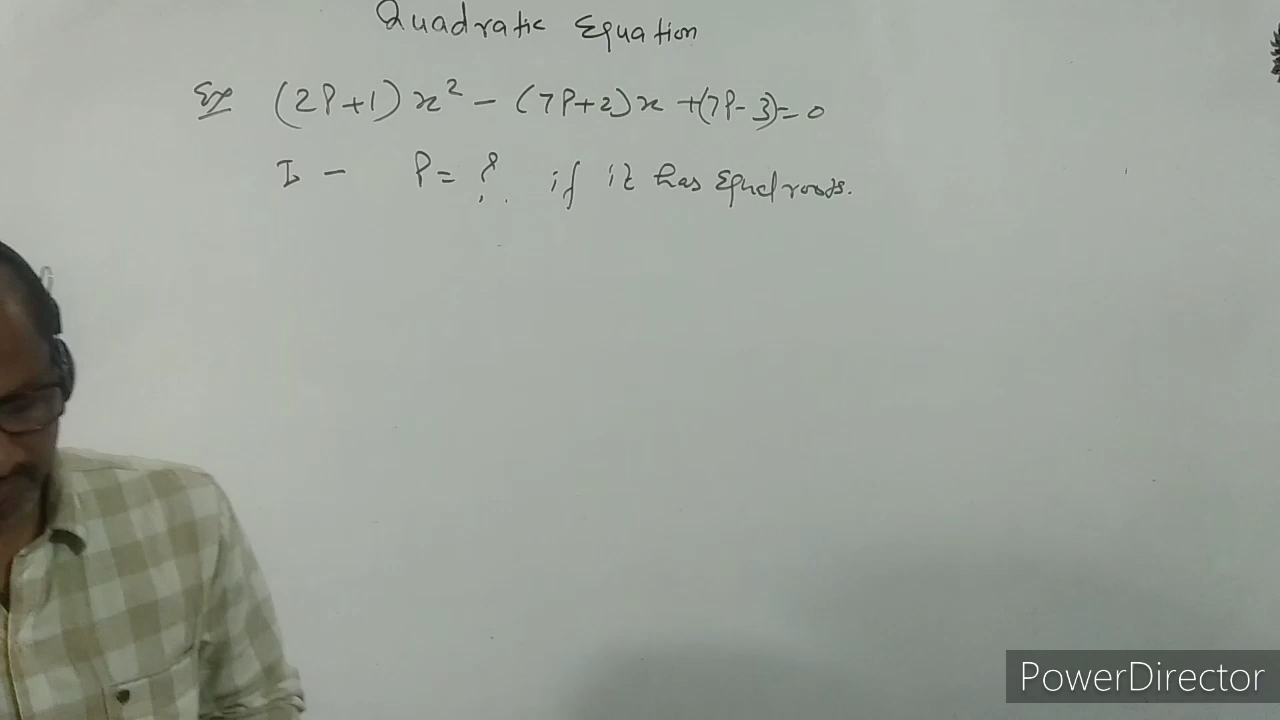 Quadratic Equation
Ex (2P+1)x² - (7P+2)x +(7P-3)=0
I - P = ? if it has Equal roots.
PowerDirector